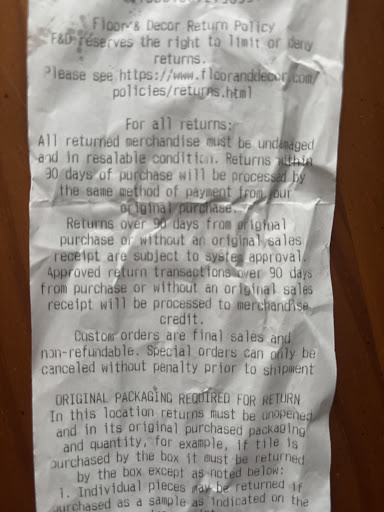 Floor & Decor Return Policy
F&D reserves the right to limit or deny
returns.
Please see https://www.flooranddecor.com/
policies/returns.html
For all returns:
All returned merchandise must be undamaged
and in resalable condition. Returns within
90 days of purchase will be processed by
the same method of payment from your
original purchase.
Returns over 90 days from original
purchase or without an original sales
receipt are subject to system approval.
Approved return transactions over 90 days
from purchase or without an original sales
receipt will be processed to merchandise
credit.
Custom orders are final sales and
non-refundable. Special orders can only be
canceled without penalty prior to shipment
ORIGINAL PACKAGING REQUIRED FOR RETURN
In this location returns must be unopened
and in its original purchased packaging
and quantity, for example, if tile is
purchased by the box it must be returned
by the box except as noted below:
1. Individual pieces may be returned if
purchased as a sample as indicated on the